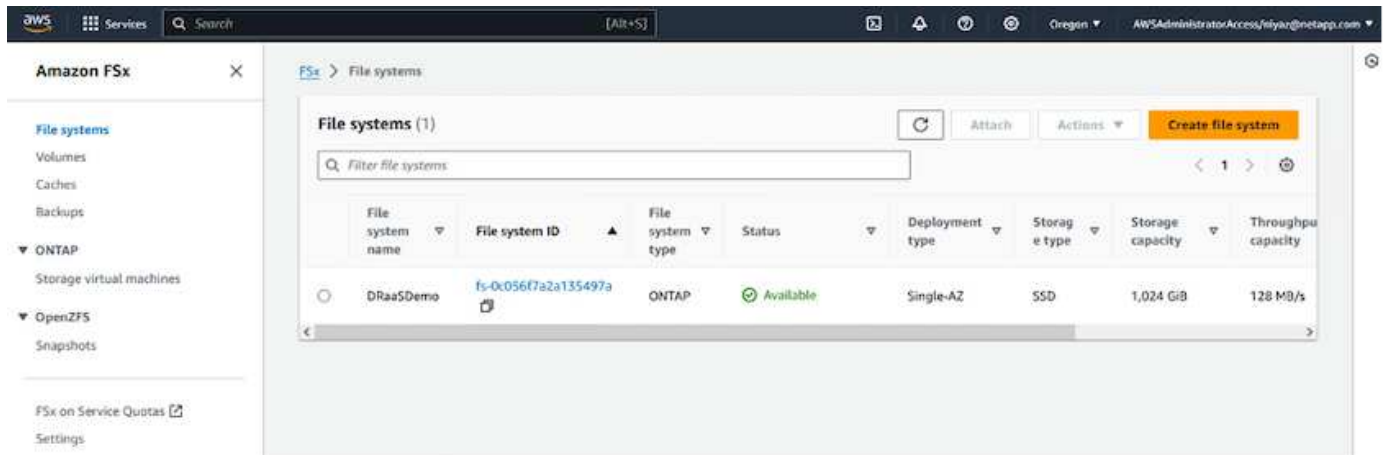 aws Services Search [Alt+S] Oregon ▼ AWSAdministratorAccess/niyaz@netapp.com ▼
Amazon FSx
File systems
Volumes
Caches
Backups
▼ ONTAP
Storage virtual machines
▼ OpenZFS
Snapshots
FSx on Service Quotas
Settings
FSx > File systems
File systems (1) Attach Actions ▼ Create file system
Filter file systems
< 1 >
File system name
File system ID
File system type
Status
Deployment type
Storag
e type
Storage capacity
Throughpu
capacity
DRaaSDemo fs-0c056f7a2a135497a ONTAP Available Single-AZ SSD 1,024 GiB 128 MB/s